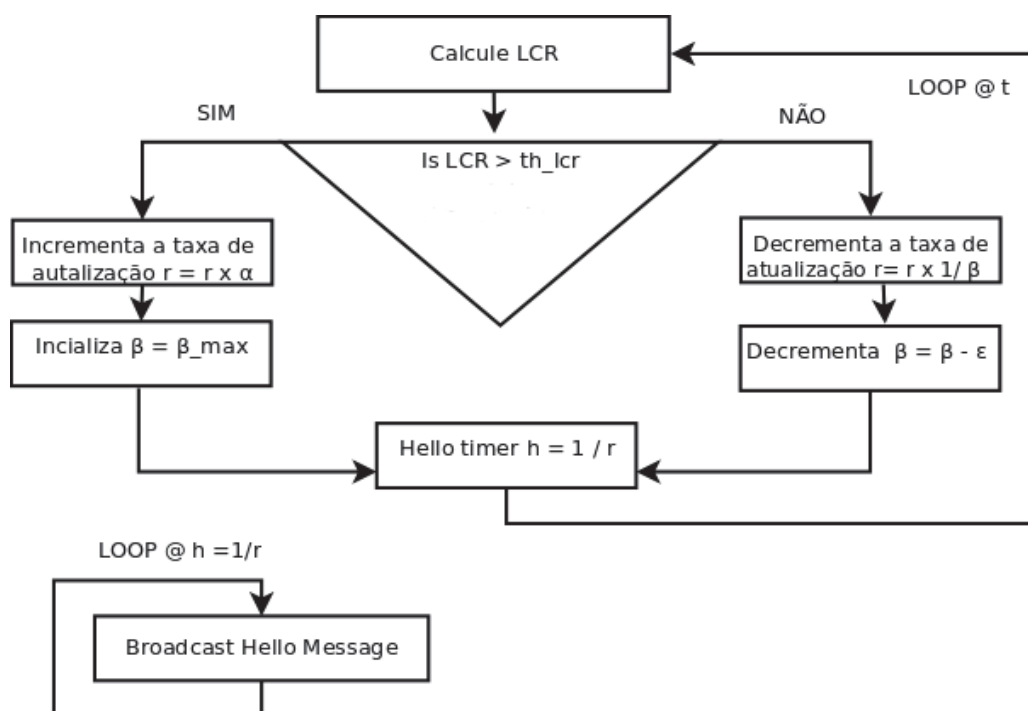 Calcule LCR
LOOP @ t
SIM
NÃO
Is LCR > th_lcr
Incrementa a taxa de
autalização r = r x α
Decrementa a taxa de
atualização r= r x 1/ β
Incializa β = β_max
Decrementa β = β - ε
Hello timer h = 1 / r
LOOP @ h =1/r
Broadcast Hello Message